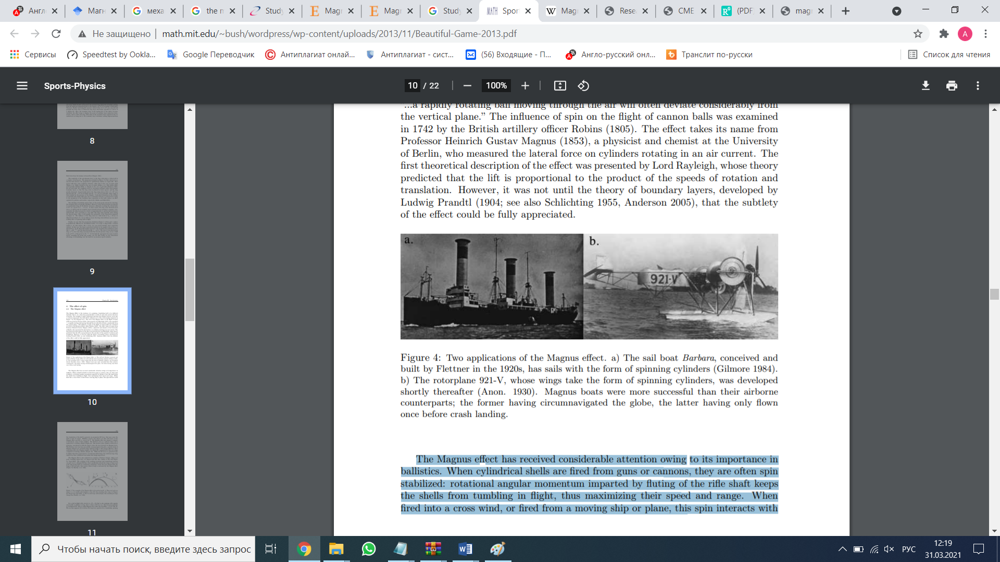 Англ
Магн
меха
the m
Study
Magn
Magn
Study
Spor
Magn
Rese
CME
(PDF
magn
Не защищено
math.mit.edu/~bush/wordpress/wp-content/uploads/2013/11/Beautiful-Game-2013.pdf
A
Сервисы
Speedtest by Ookla...
Google Переводчик
Антиплагиат онлай...
Антиплагиат - сист...
(56) Входящие - П...
Англо-русский онл...
Транслит по-русски
Список для чтения
Sports-Physics
10 / 22
100%
8
9
10
11
"...a rapidly rotating ball moving through the air will often deviate considerably from
the vertical plane.” The influence of spin on the flight of cannon balls was examined
in 1742 by the British artillery officer Robins (1805). The effect takes its name from
Professor Heinrich Gustav Magnus (1853), a physicist and chemist at the University
of Berlin, who measured the lateral force on cylinders rotating in an air current. The
first theoretical description of the effect was presented by Lord Rayleigh, whose theory
predicted that the lift is proportional to the product of the speeds of rotation and
translation. However, it was not until the theory of boundary layers, developed by
Ludwig Prandtl (1904; see also Schlichting 1955, Anderson 2005), that the subtlety
of the effect could be fully appreciated.
a.
b.
921-V
Figure 4: Two applications of the Magnus effect. a) The sail boat Barbara, conceived and
built by Flettner in the 1920s, has sails with the form of spinning cylinders (Gilmore 1984).
b) The rotorplane 921-V, whose wings take the form of spinning cylinders, was developed
shortly thereafter (Anon. 1930). Magnus boats were more successful than their airborne
counterparts; the former having circumnavigated the globe, the latter having only flown
once before crash landing.
The Magnus effect has received considerable attention owing to its importance in
ballistics. When cylindrical shells are fired from guns or cannons, they are often spin
stabilized: rotational angular momentum imparted by fluting of the rifle shaft keeps
the shells from tumbling in flight, thus maximizing their speed and range. When
fired into a cross wind, or fired from a moving ship or plane, this spin interacts with
Чтобы начать поиск, введите здесь запрос
РУС
12:19
31.03.2021